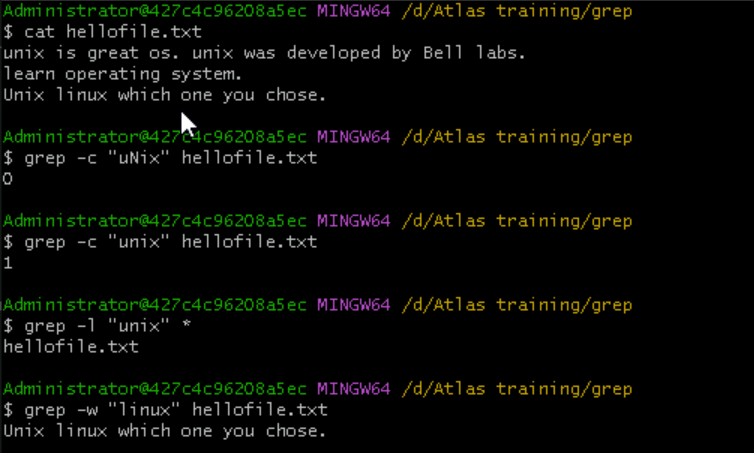 Administrator@427c4c96208a5ec MINGW64 /d/Atlas training/grep
$ cat hellofile.txt
unix is great os. unix was developed by Bell labs.
learn operating system.
Unix linux which one you chose.
Administrator@427c4c96208a5ec MINGW64 /d/Atlas training/grep
$ grep -c "uNix" hellofile.txt
0
Administrator@427c4c96208a5ec MINGW64 /d/Atlas training/grep
$ grep -c "unix" hellofile.txt
1
Administrator@427c4c96208a5ec MINGW64 /d/Atlas training/grep
$ grep -l "unix" *
hellofile.txt
Administrator@427c4c96208a5ec MINGW64 /d/Atlas training/grep
$ grep -w "linux" hellofile.txt
Unix linux which one you chose.